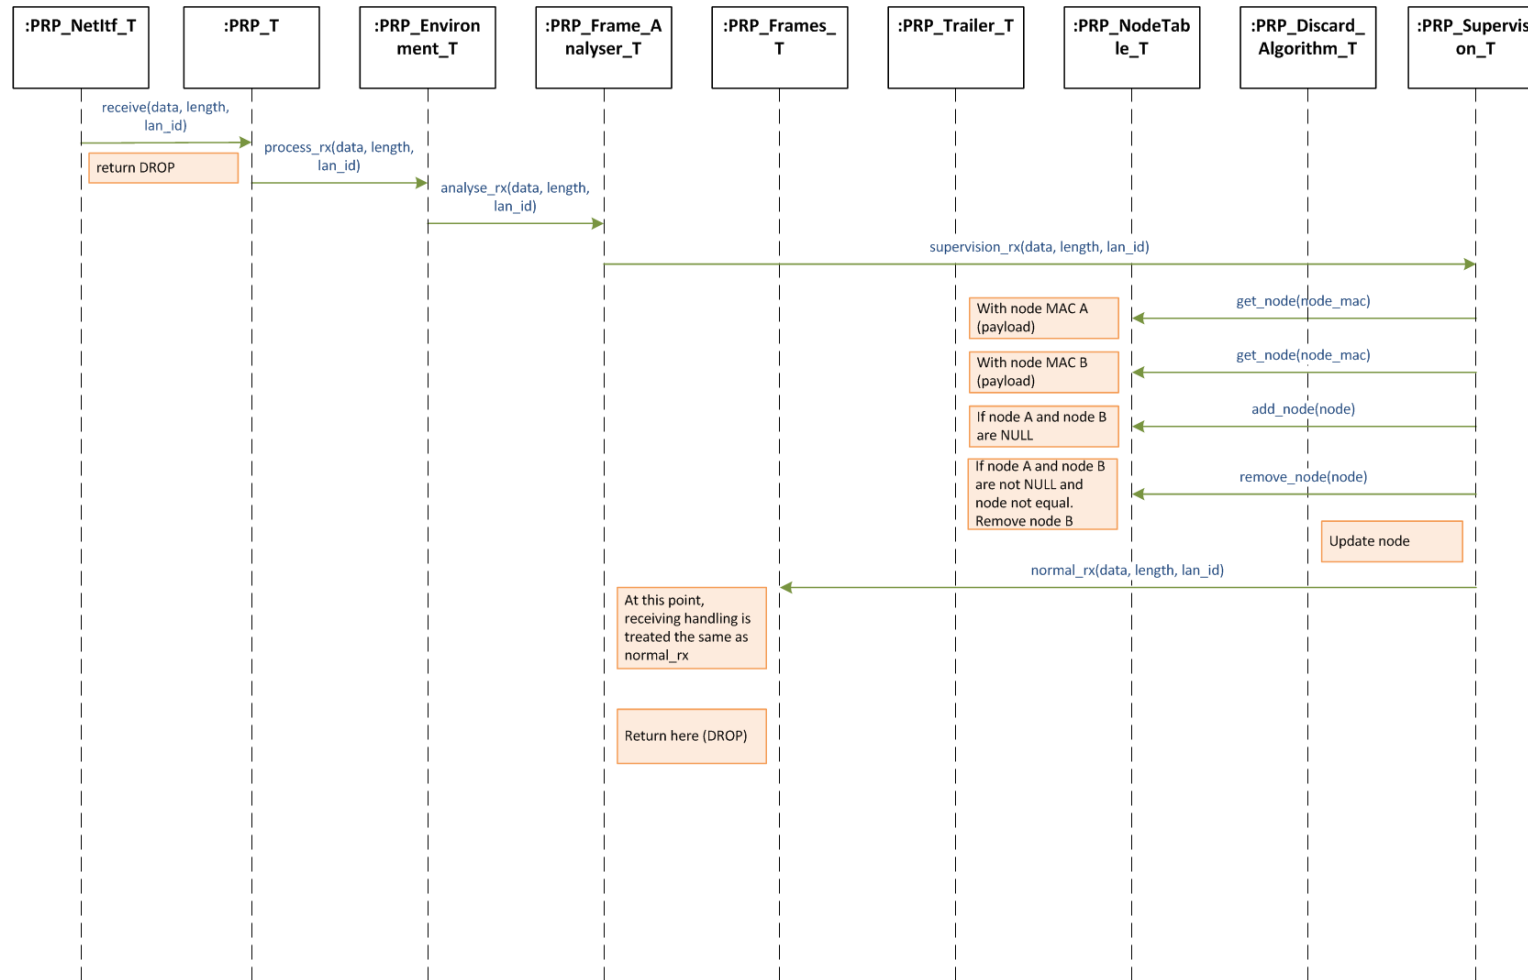 :PRP_NetItf_T
:PRP_T
:PRP_Environ
ment_T
:PRP_Frame_A
nalyser_T
:PRP_Frames_
T
:PRP_Trailer_T
:PRP_NodeTab
le_T
:PRP_Discard_
Algorithm_T
:PRP_Supervis
on_T
receive(data, length,
lan_id)
return DROP
process_rx(data, length,
lan_id)
analyse_rx(data, length,
lan_id)
supervision_rx(data, length, lan_id)
With node MAC A
(payload)
get_node(node_mac)
With node MAC B
(payload)
get_node(node_mac)
If node A and node B
are NULL
add_node(node)
If node A and node B
are not NULL and
node not equal.
Remove node B
remove_node(node)
Update node
normal_rx(data, length, lan_id)
At this point,
receiving handling is
treated the same as
normal_rx
Return here (DROP)